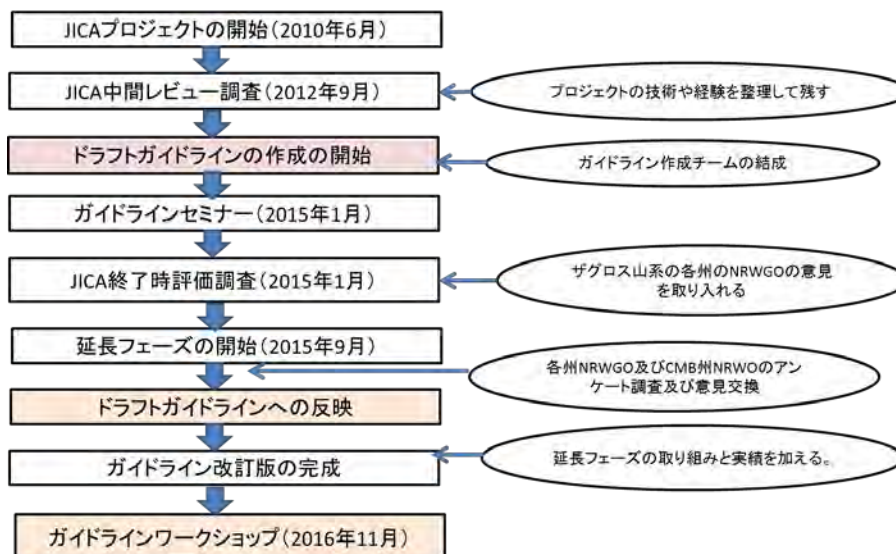 JICAプロジェクトの開始(2010年6月)
JICA中間レビュー調査(2012年9月)
プロジェクトの技術や経験を整理して残す
ドラフトガイドラインの作成の開始
ガイドライン作成チームの結成
ガイドラインセミナー(2015年1月)
JICA終了時評価調査(2015年1月)
ザグロス山系の各州のNRWGOの意見
を取り入れる
延長フェーズの開始(2015年9月)
各州NRWGO及びCMB州NRWOのアン
ケート調査及び意見交換
ドラフトガイドラインへの反映
ガイドライン改訂版の完成
延長フェーズの取り組みと実績を加える。
ガイドラインワークショップ(2016年11月)